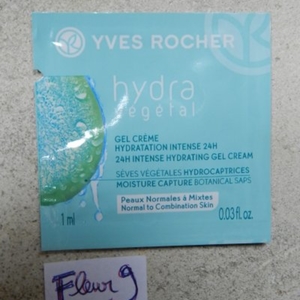 YVES ROCHER
hydra
végétal
GEL CRÈME
HYDRATATION INTENSE 24H
24H INTENSE HYDRATING GEL CREAM
SÈVES VÉGÉTALES HYDROCAPTRICES
MOISTURE CAPTURE BOTANICAL SAPS
Peaux Normales à Mixtes
Normal to Combination Skin
1 ml 0.03 fl.oz.
Fleur 9